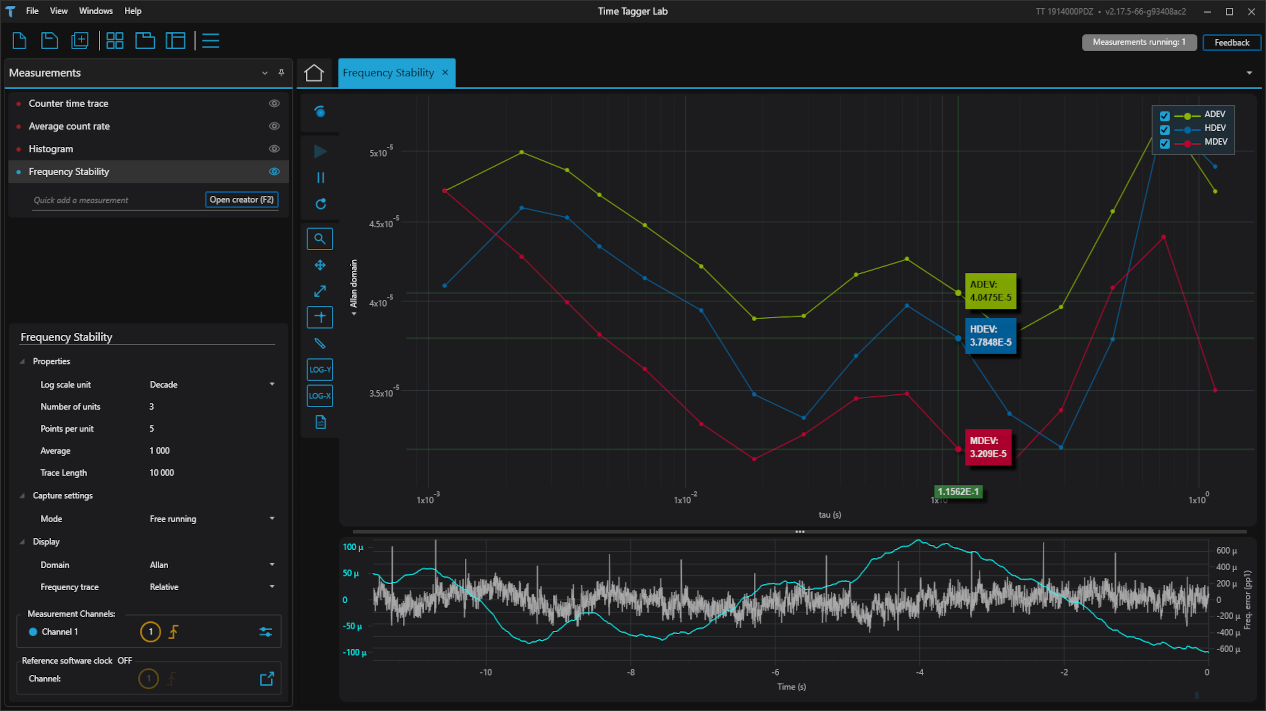 File View Windows Help
Time Tagger Lab
TT 1914000PDZ • v2.17.5-66-g93408ac2
Measurements running: 1
Feedback
Measurements
Counter time trace
Average count rate
Histogram
Frequency Stability
Quick add a measurement
Open creator (F2)
Frequency Stability
Properties
Log scale unit Decade
Number of units 3
Points per unit 5
Average 1 000
Trace Length 10 000
Capture settings
Mode Free running
Display
Domain Allan
Frequency trace Relative
Measurement Channels:
Channel 1 1
Reference software clock OFF
Channel: 1
Frequency Stability ×
LOG-Y
LOG-X
Allan domain
5x10⁻⁵
4.5x10⁻⁵
4x10⁻⁵
3.5x10⁻⁵
ADEV
HDEV
MDEV
ADEV:
4.0475E-5
HDEV:
3.7848E-5
MDEV:
3.209E-5
1.1562E-1
1x10⁻³ 1x10⁻² 1x10⁰
tau (s)
100 µ
50 µ
0
-50 µ
-100 µ
600 µ
400 µ
200 µ
0
-200 µ
-400 µ
-600 µ
Freq. error (pp1)
-10 -8 -6 -4 -2 0
Time (s)